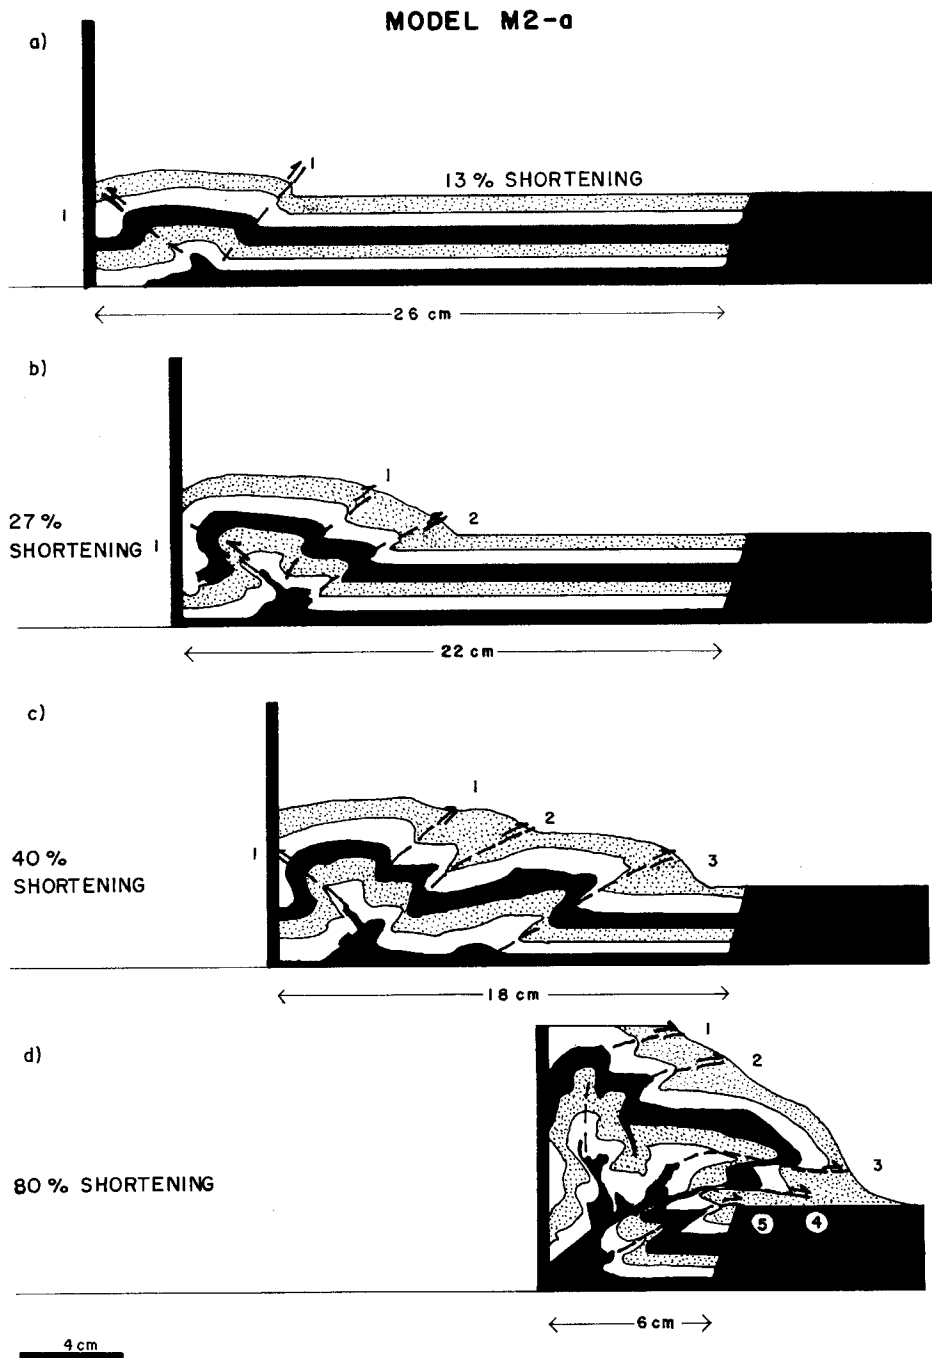 MODEL M2-a
a)
1
13 % SHORTENING
1
26 cm
b)
1
2
27 %
SHORTENING
1
22 cm
c)
1
2
1
3
40 %
SHORTENING
18 cm
d)
1
2
3
80 % SHORTENING
5
4
6 cm
4 cm